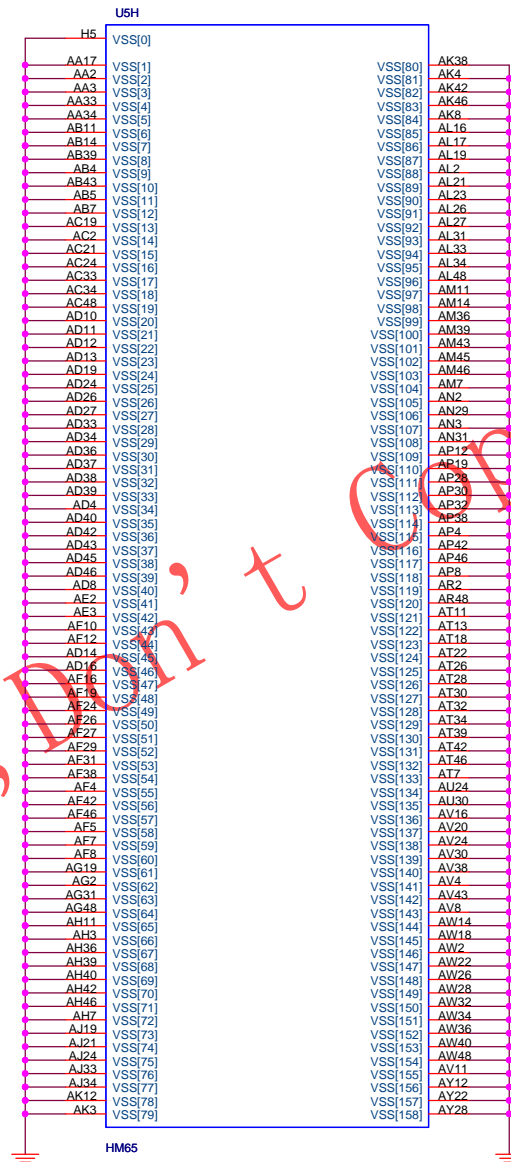 U5H
H5 VSS[0]
AA17 VSS[1] VSS[80] AK38
AA2 VSS[2] VSS[81] AK4
AA3 VSS[3] VSS[82] AK42
AA33 VSS[4] VSS[83] AK46
AA34 VSS[5] VSS[84] AK8
AB11 VSS[6] VSS[85] AL16
AB14 VSS[7] VSS[86] AL17
AB39 VSS[8] VSS[87] AL19
AB4 VSS[9] VSS[88] AL2
AB43 VSS[10] VSS[89] AL21
AB5 VSS[11] VSS[90] AL23
AB7 VSS[12] VSS[91] AL26
AC19 VSS[13] VSS[92] AL27
AC2 VSS[14] VSS[93] AL31
AC21 VSS[15] VSS[94] AL33
AC24 VSS[16] VSS[95] AL34
AC33 VSS[17] VSS[96] AL48
AC34 VSS[18] VSS[97] AM11
AC48 VSS[19] VSS[98] AM14
AD10 VSS[20] VSS[99] AM36
AD11 VSS[21] VSS[100] AM39
AD12 VSS[22] VSS[101] AM43
AD13 VSS[23] VSS[102] AM45
AD19 VSS[24] VSS[103] AM46
AD24 VSS[25] VSS[104] AM7
AD26 VSS[26] VSS[105] AN2
AD27 VSS[27] VSS[106] AN29
AD33 VSS[28] VSS[107] AN3
AD34 VSS[29] VSS[108] AN31
AD36 VSS[30] VSS[109] AP12
AD37 VSS[31] VSS[110] AP19
AD38 VSS[32] VSS[111] AP28
AD39 VSS[33] VSS[112] AP30
AD4 VSS[34] VSS[113] AP32
AD40 VSS[35] VSS[114] AP38
AD42 VSS[36] VSS[115] AP4
AD43 VSS[37] VSS[116] AP42
AD45 VSS[38] VSS[117] AP46
AD46 VSS[39] VSS[118] AP8
AD8 VSS[40] VSS[119] AR2
AE2 VSS[41] VSS[120] AR48
AE3 VSS[42] VSS[121] AT11
AF10 VSS[43] VSS[122] AT13
AF12 VSS[44] VSS[123] AT18
AD14 VSS[45] VSS[124] AT22
AD16 VSS[46] VSS[125] AT26
AF16 VSS[47] VSS[126] AT28
AF19 VSS[48] VSS[127] AT30
AF24 VSS[49] VSS[128] AT32
AF26 VSS[50] VSS[129] AT34
AF27 VSS[51] VSS[130] AT39
AF29 VSS[52] VSS[131] AT42
AF31 VSS[53] VSS[132] AT46
AF38 VSS[54] VSS[133] AT7
AF4 VSS[55] VSS[134] AU24
AF42 VSS[56] VSS[135] AU30
AF46 VSS[57] VSS[136] AV16
AF5 VSS[58] VSS[137] AV20
AF7 VSS[59] VSS[138] AV24
AF8 VSS[60] VSS[139] AV30
AG19 VSS[61] VSS[140] AV38
AG2 VSS[62] VSS[141] AV4
AG31 VSS[63] VSS[142] AV43
AG48 VSS[64] VSS[143] AV8
AH11 VSS[65] VSS[144] AW14
AH3 VSS[66] VSS[145] AW18
AH36 VSS[67] VSS[146] AW2
AH39 VSS[68] VSS[147] AW22
AH40 VSS[69] VSS[148] AW26
AH42 VSS[70] VSS[149] AW28
AH46 VSS[71] VSS[150] AW32
AH7 VSS[72] VSS[151] AW34
AJ19 VSS[73] VSS[152] AW36
AJ21 VSS[74] VSS[153] AW40
AJ24 VSS[75] VSS[154] AW48
AJ33 VSS[76] VSS[155] AV11
AJ34 VSS[77] VSS[156] AY12
AK12 VSS[78] VSS[157] AY22
AK3 VSS[79] VSS[158] AY28
HM65
Don't